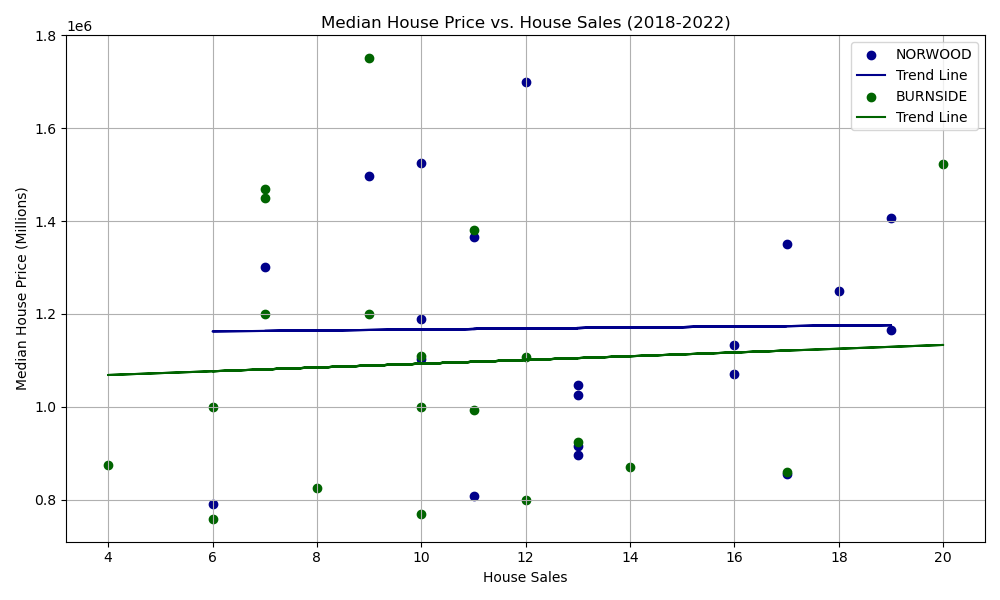 Median House Price vs. House Sales (2018-2022)
1e6
1.8
1.6
1.4
1.2
1.0
0.8
Median House Price (Millions)
NORWOOD
Trend Line
BURNSIDE
Trend Line
4 6 8 10 12 14 16 18 20
House Sales